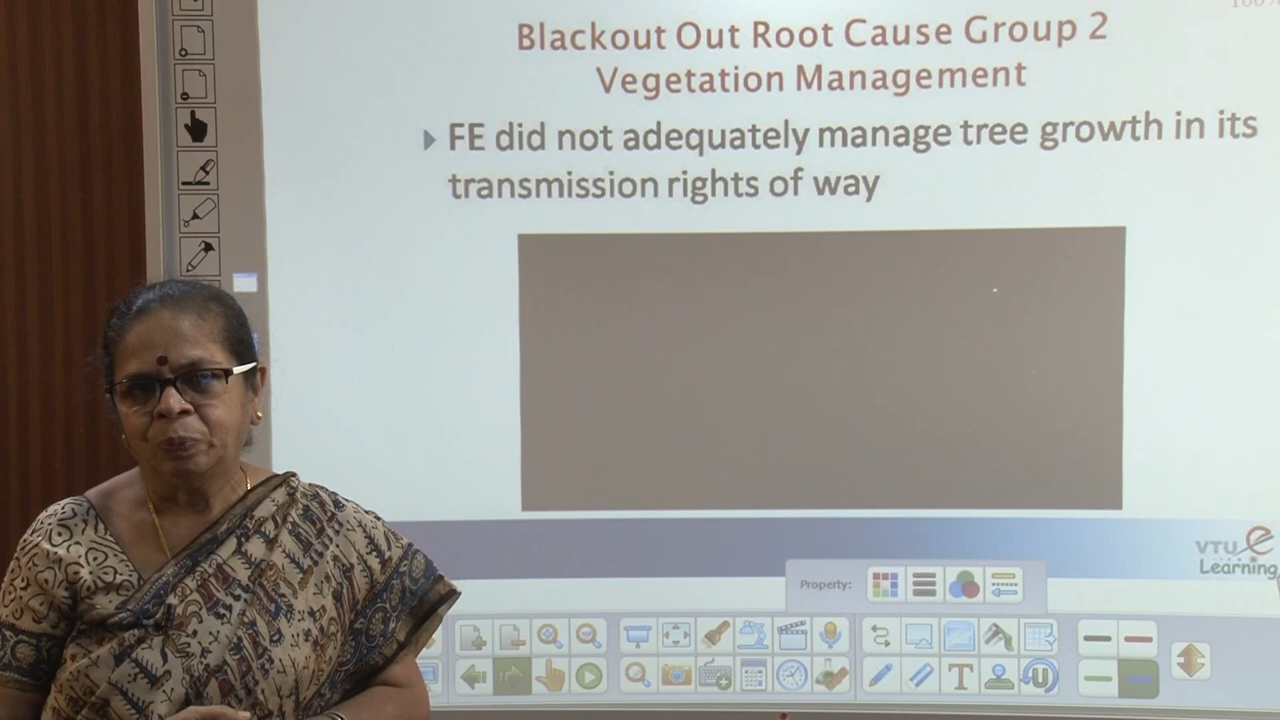 Blackout Out Root Cause Group 2
Vegetation Management
FE did not adequately manage tree growth in its
transmission rights of way
VTU e
Learning
Property:
T
U